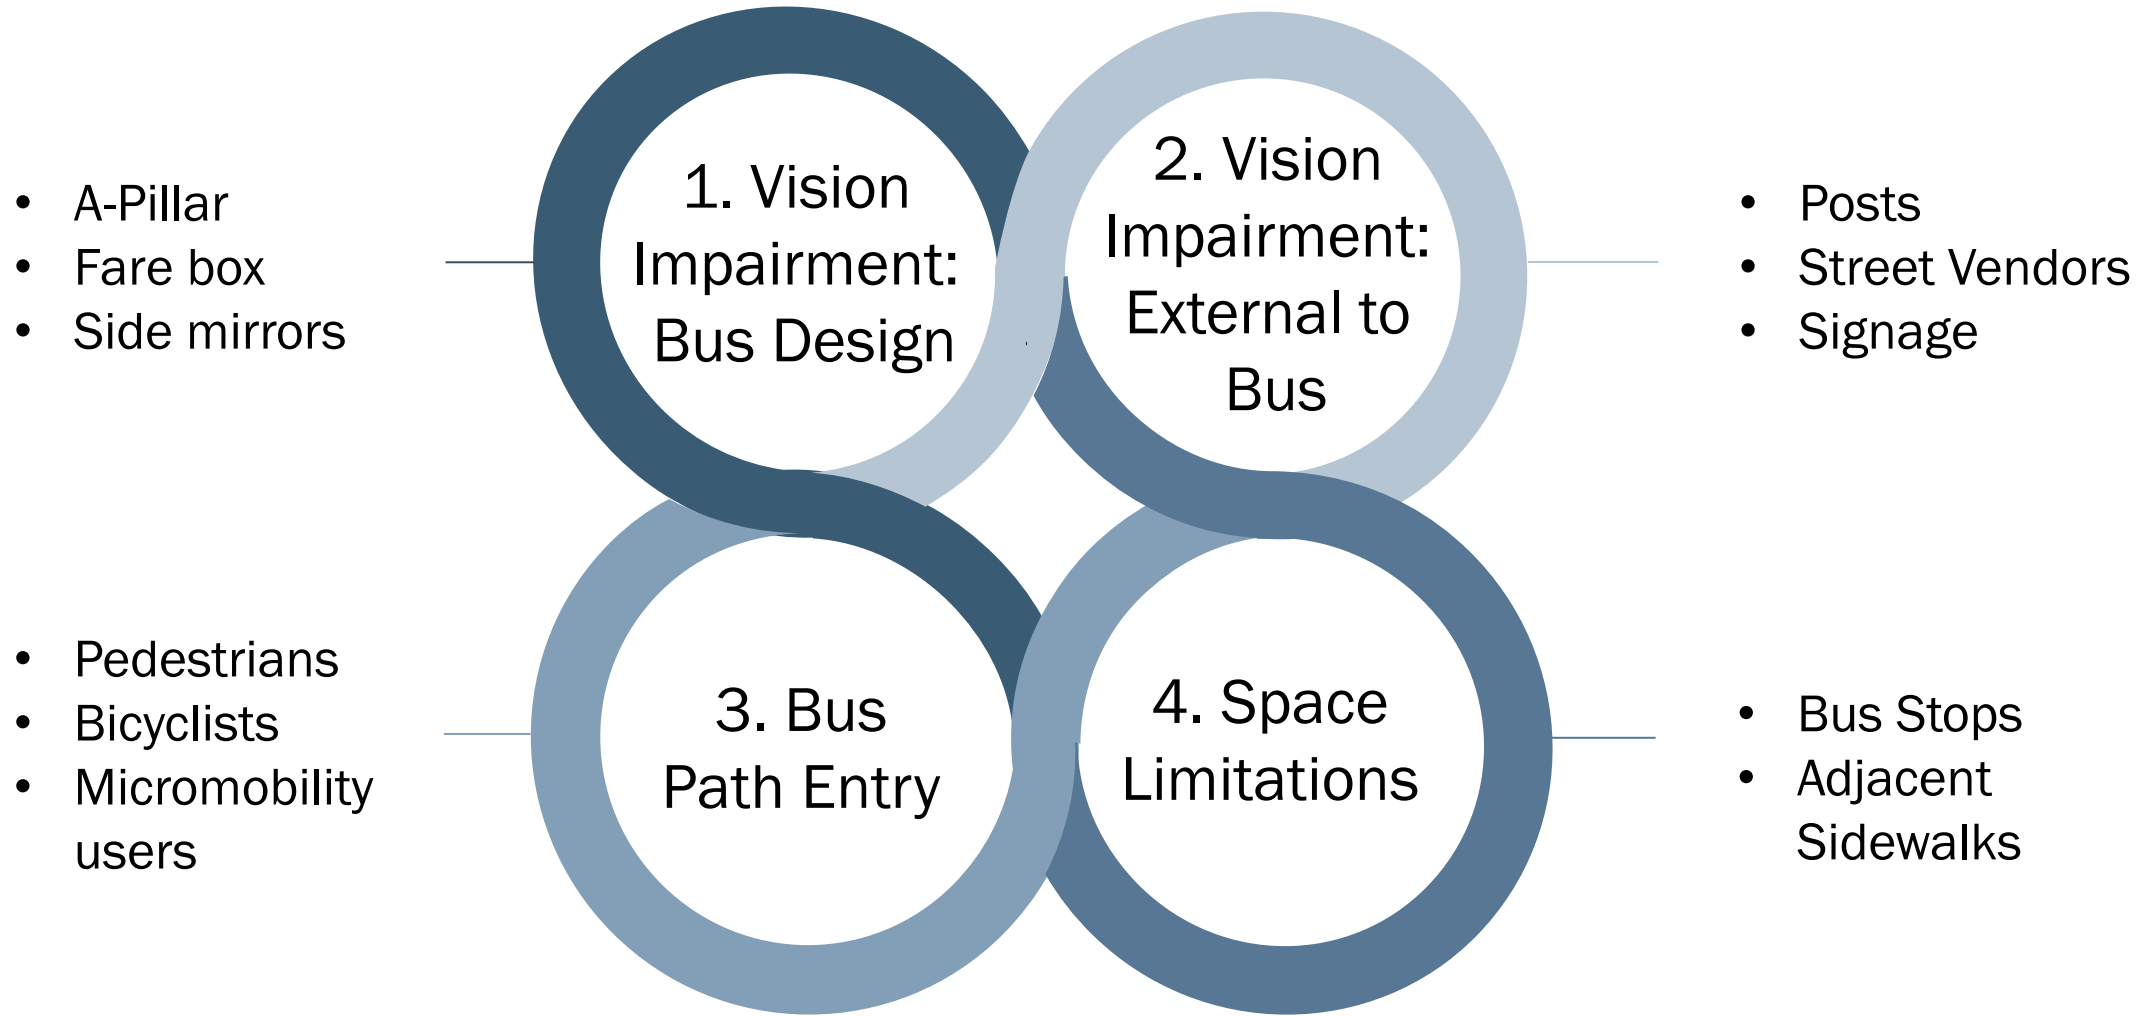 1. Vision
Impairment:
Bus Design
• A-Pillar
• Fare box
• Side mirrors
2. Vision
Impairment:
External to
Bus
• Posts
• Street Vendors
• Signage
3. Bus
Path Entry
• Pedestrians
• Bicyclists
• Micromobility
users
4. Space
Limitations
• Bus Stops
• Adjacent
Sidewalks